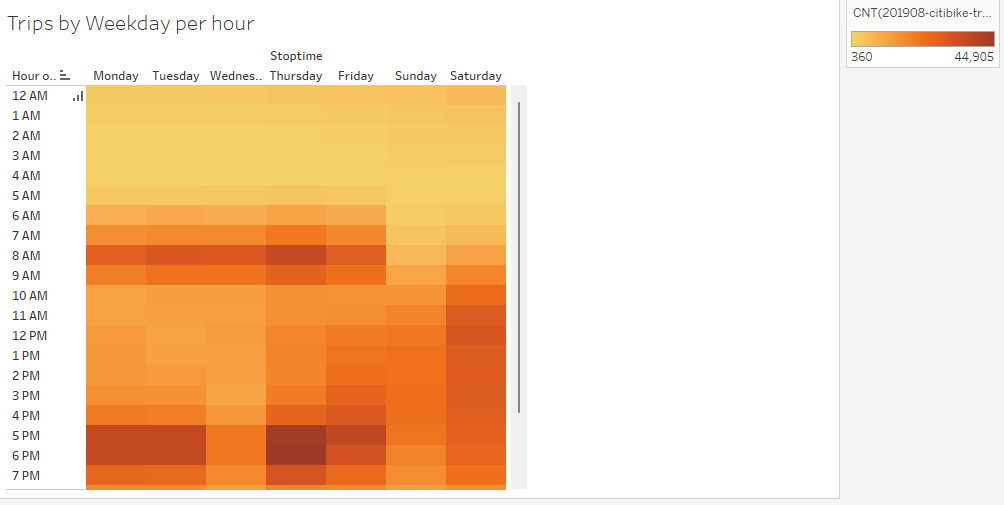 Trips by Weekday per hour
CNT(201908-citibike-tr...
360 44,905
Stoptime
Hour o.. Monday Tuesday Wednes.. Thursday Friday Sunday Saturday
12 AM
1 AM
2 AM
3 AM
4 AM
5 AM
6 AM
7 AM
8 AM
9 AM
10 AM
11 AM
12 PM
1 PM
2 PM
3 PM
4 PM
5 PM
6 PM
7 PM